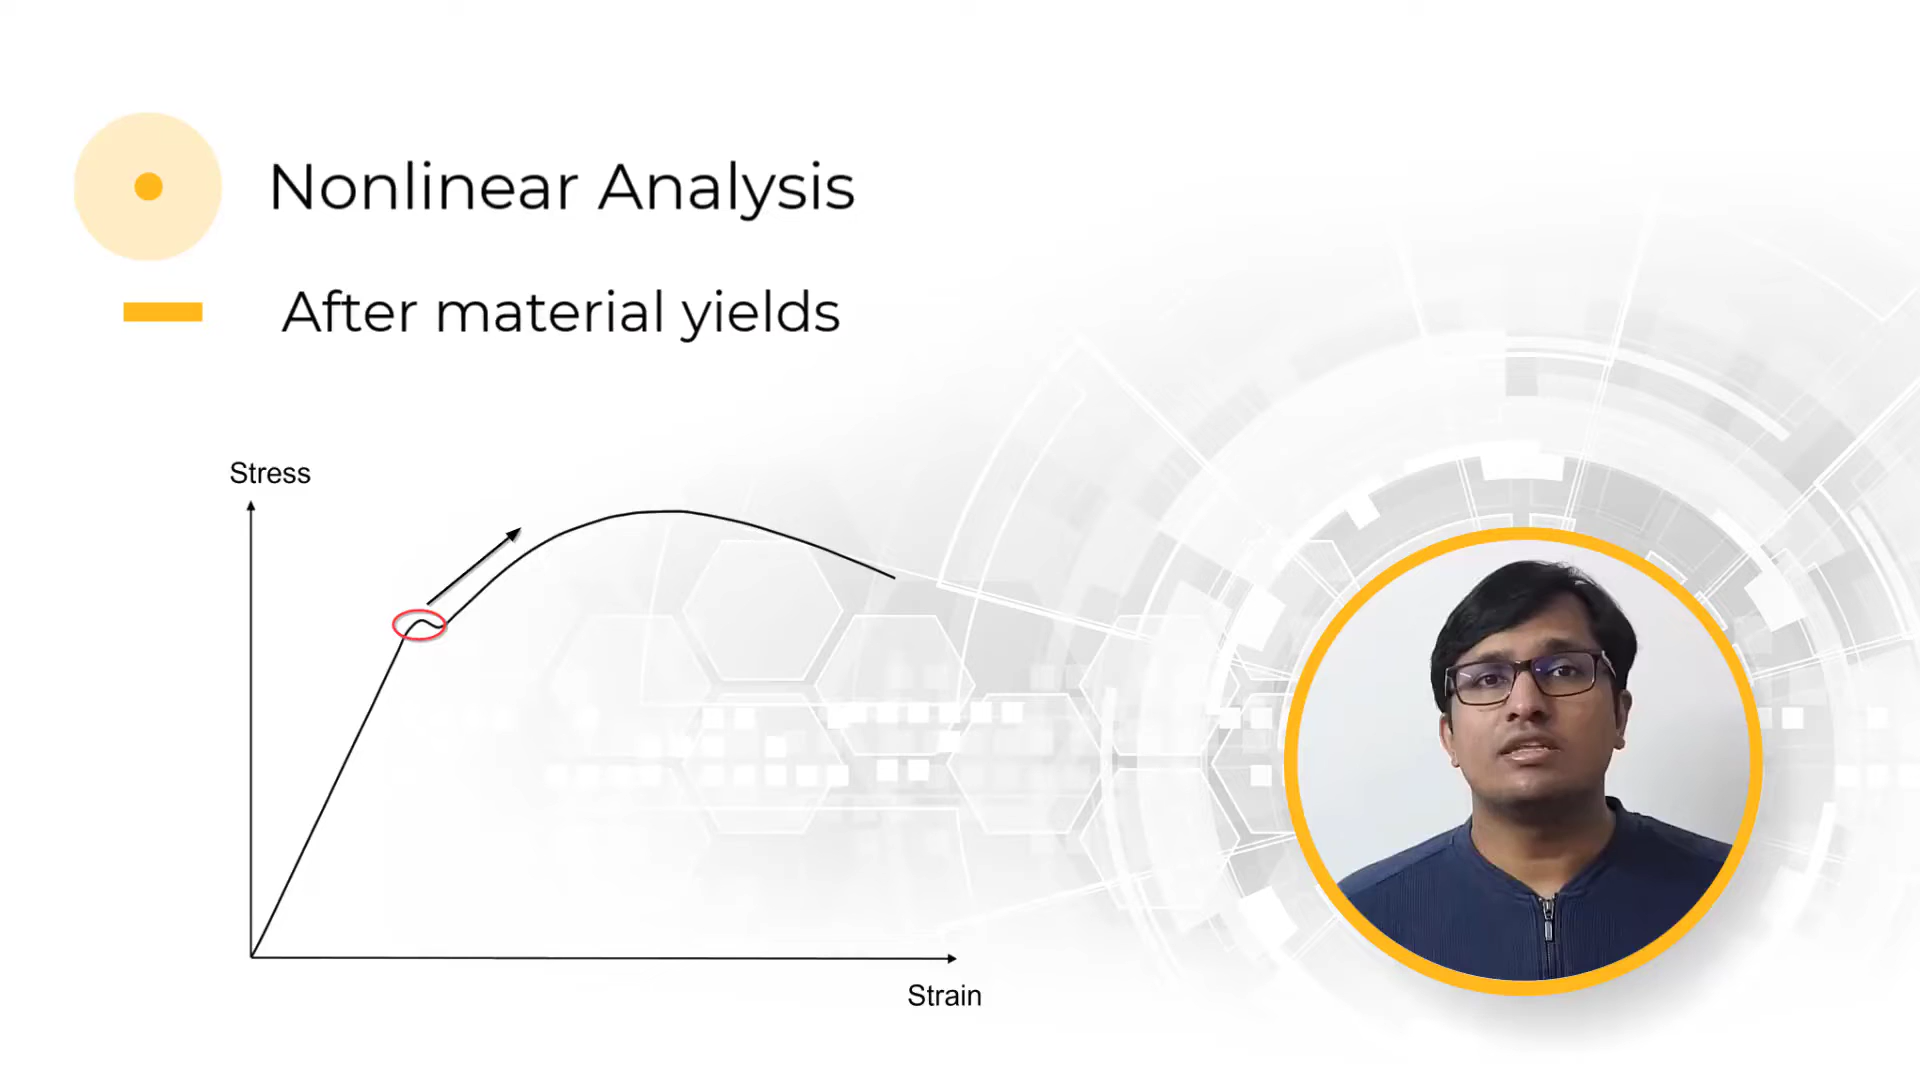 Nonlinear Analysis
After material yields
Stress
Strain